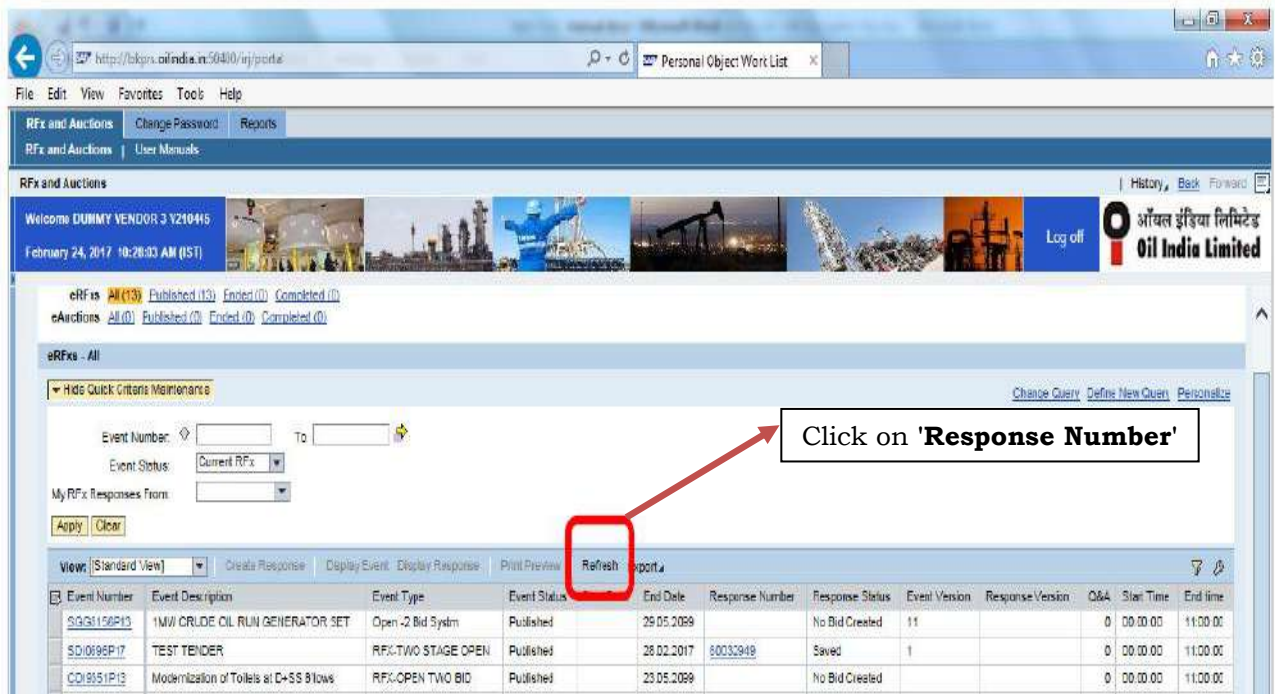 http://bkprs.oilindia.in:50400/irj/portal
Personal Object Work List
File Edit View Favorites Tools Help
RFx and Auctions Change Password Reports
RFx and Auctions | User Manuals
RFx and Auctions | History Back Forward
Welcome DUMMY VENDOR 3 V210445
February 24, 2017 10:28:03 AM (IST)
Log off
ऑयल इंडिया लिमिटेड
Oil India Limited
eRFxs All (13) Published (13) Ended (0) Completed (0)
eAuctions All (0) Published (0) Ended (0) Completed (0)
eRFxs - All
Hide Quick Criteria Maintenance Change Query Define New Query Personalize
Click on 'Response Number'
Event Number: To
Event Status: Current RFx
My RFx Responses From:
Apply Clear
View: [Standard View] Create Response Display Event Display Response Print Preview Refresh Export
Event Number Event Description Event Type Event Status End Date Response Number Response Status Event Version Response Version Q&A Start Time End time
1MW CRUDE OIL RUN GENERATOR SET Open -2 Bid Systm Published 29.05.2099 No Bid Created 11 0 00:00:00 11:00:00
SDI0696P17 TEST TENDER RFX-TWO STAGE OPEN Published 28.02.2017 60032949 Saved 1 0 00:00:00 11:00:00
CDI9851P13 Modernization of Toilets at D+SS B'lows RFX-OPEN TWO BID Published 23.05.2099 No Bid Created 0 00:00:00 11:00:00